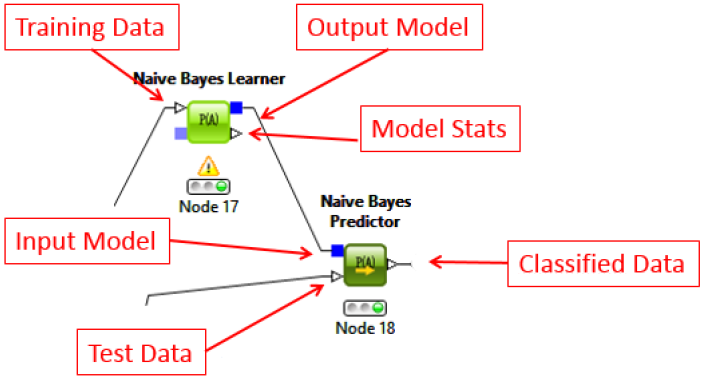 Training Data
Output Model
Naive Bayes Learner
P(A)
Model Stats
Node 17
Naive Bayes
Predictor
Input Model
P(A)
Classified Data
Node 18
Test Data